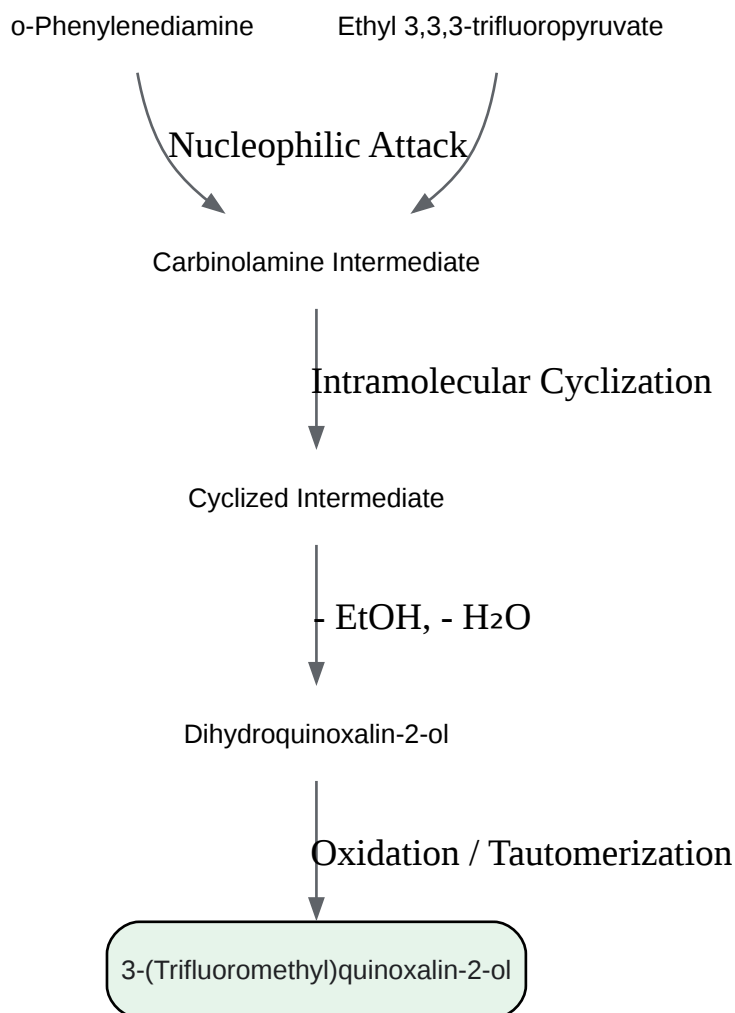 o-Phenylenediamine
Ethyl 3,3,3-trifluoropyruvate
Nucleophilic Attack
Carbinolamine Intermediate
Intramolecular Cyclization
Cyclized Intermediate
- EtOH, - H₂O
Dihydroquinoxalin-2-ol
Oxidation / Tautomerization
3-(Trifluoromethyl)quinoxalin-2-ol